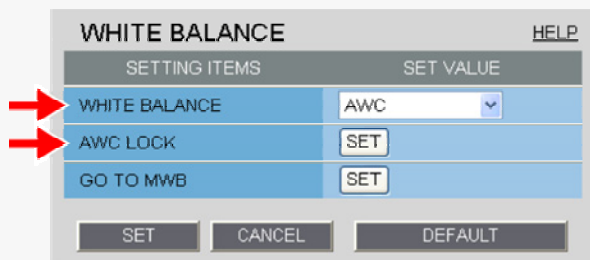 WHITE BALANCE HELP
SETTING ITEMS SET VALUE
WHITE BALANCE AWC
AWC LOCK SET
GO TO MWB SET
SET CANCEL DEFAULT